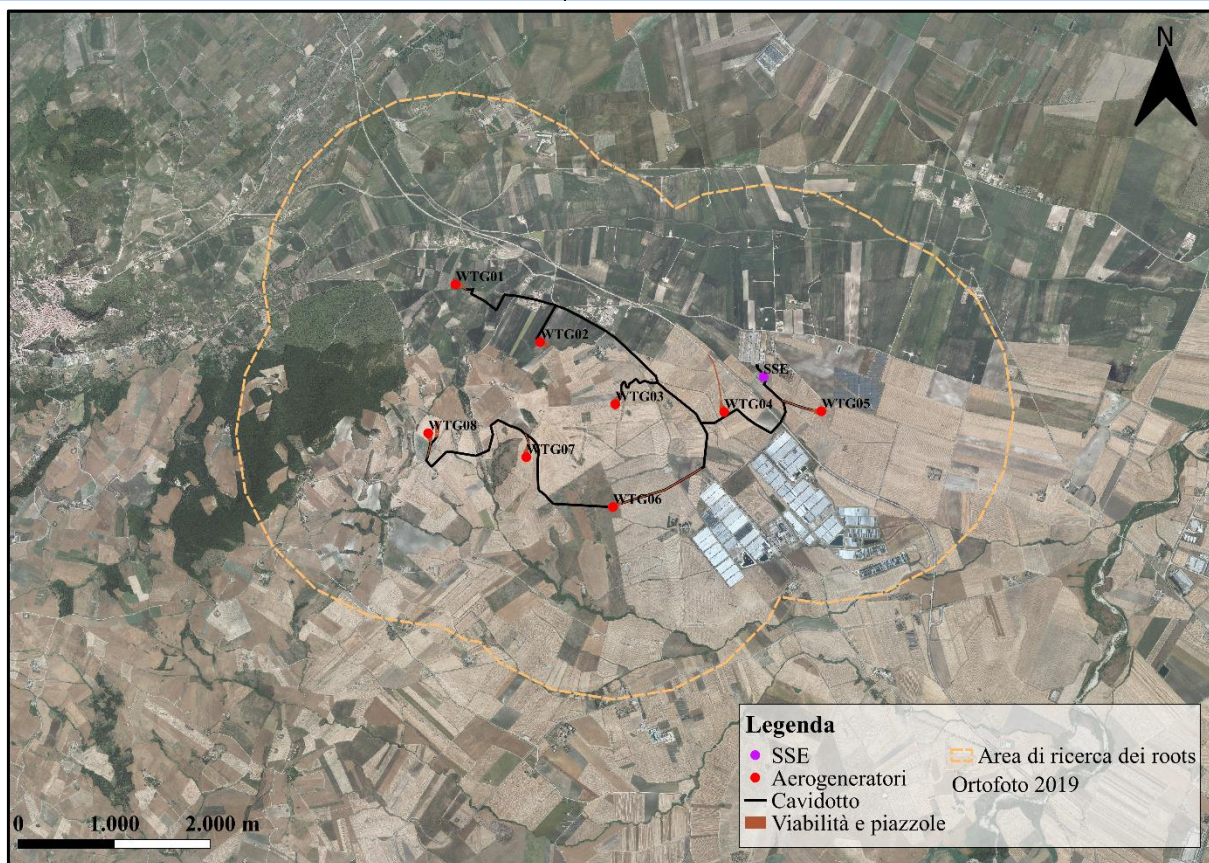 N
WTG01
WTG02
SSE
WTG03
WTG04
WTG05
WTG08
WTG07
WTG06
Legenda
SSE
Aerogeneratori
Cavidotto
Viabilità e piazzole
Area di ricerca dei roots
Ortofoto 2019
0 1.000 2.000 m